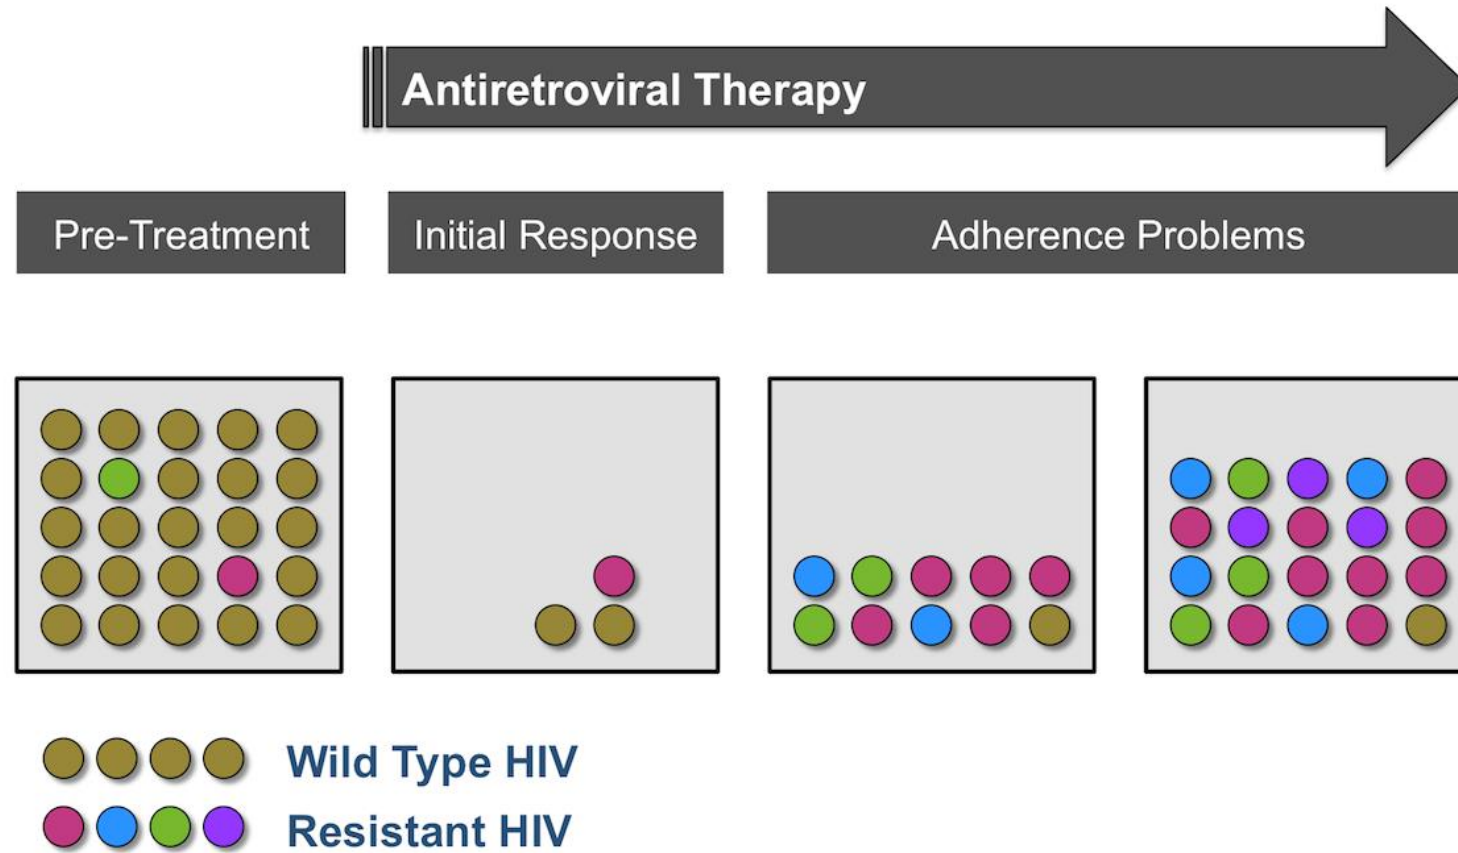 Antiretroviral Therapy
Pre-Treatment
Initial Response
Adherence Problems
Wild Type HIV
Resistant HIV